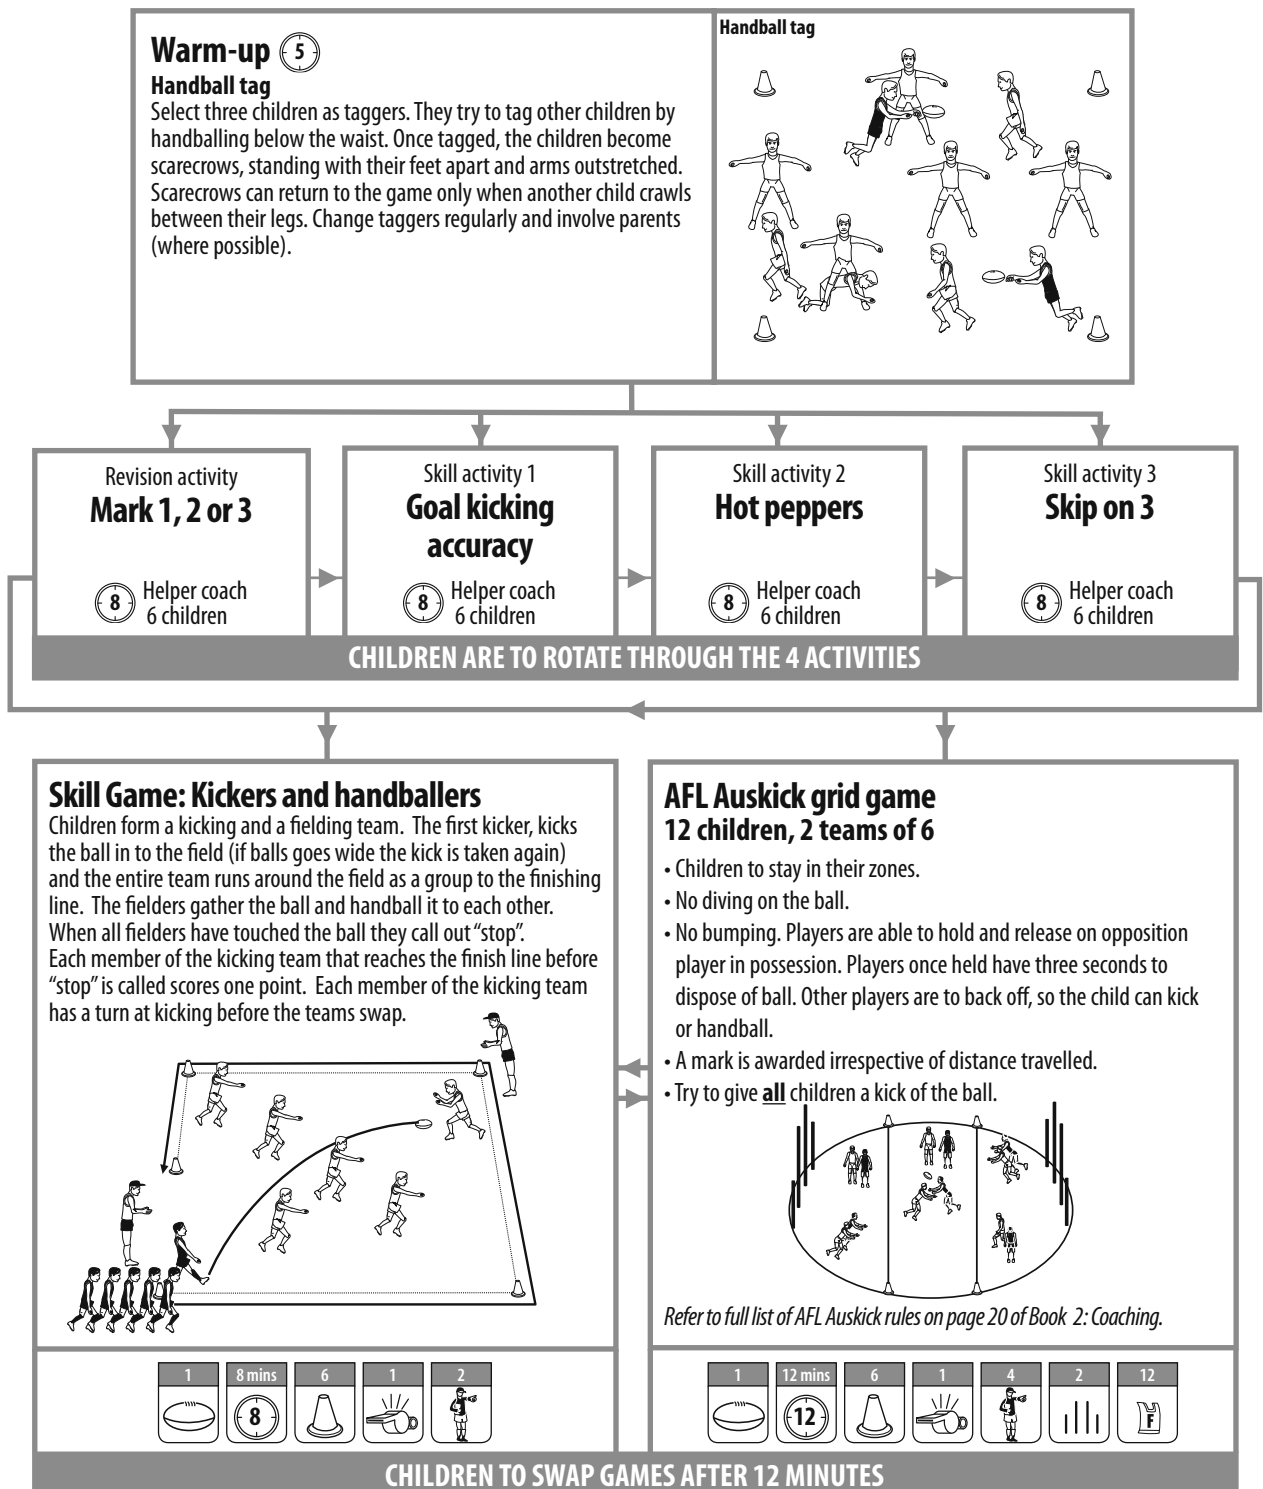 Warm-up 5
Handball tag
Select three children as taggers. They try to tag other children by
handballing below the waist. Once tagged, the children become
scarecrows, standing with their feet apart and arms outstretched.
Scarecrows can return to the game only when another child crawls
between their legs. Change taggers regularly and involve parents
(where possible).
Handball tag
Revision activity
Mark 1, 2 or 3
8 Helper coach
6 children
Skill activity 1
Goal kicking
accuracy
8 Helper coach
6 children
Skill activity 2
Hot peppers
8 Helper coach
6 children
Skill activity 3
Skip on 3
8 Helper coach
6 children
CHILDREN ARE TO ROTATE THROUGH THE 4 ACTIVITIES
Skill Game: Kickers and handballers
Children form a kicking and a fielding team. The first kicker, kicks
the ball in to the field (if balls goes wide the kick is taken again)
and the entire team runs around the field as a group to the finishing
line. The fielders gather the ball and handball it to each other.
When all fielders have touched the ball they call out “stop”.
Each member of the kicking team that reaches the finish line before
“stop” is called scores one point. Each member of the kicking team
has a turn at kicking before the teams swap.
1 8 mins 6 1 2
8
AFL Auskick grid game
12 children, 2 teams of 6
• Children to stay in their zones.
• No diving on the ball.
• No bumping. Players are able to hold and release on opposition
player in possession. Players once held have three seconds to
dispose of ball. Other players are to back off, so the child can kick
or handball.
• A mark is awarded irrespective of distance travelled.
• Try to give all children a kick of the ball.
Refer to full list of AFL Auskick rules on page 20 of Book 2: Coaching.
1 12 mins 6 1 4 2 12
12 F
CHILDREN TO SWAP GAMES AFTER 12 MINUTES